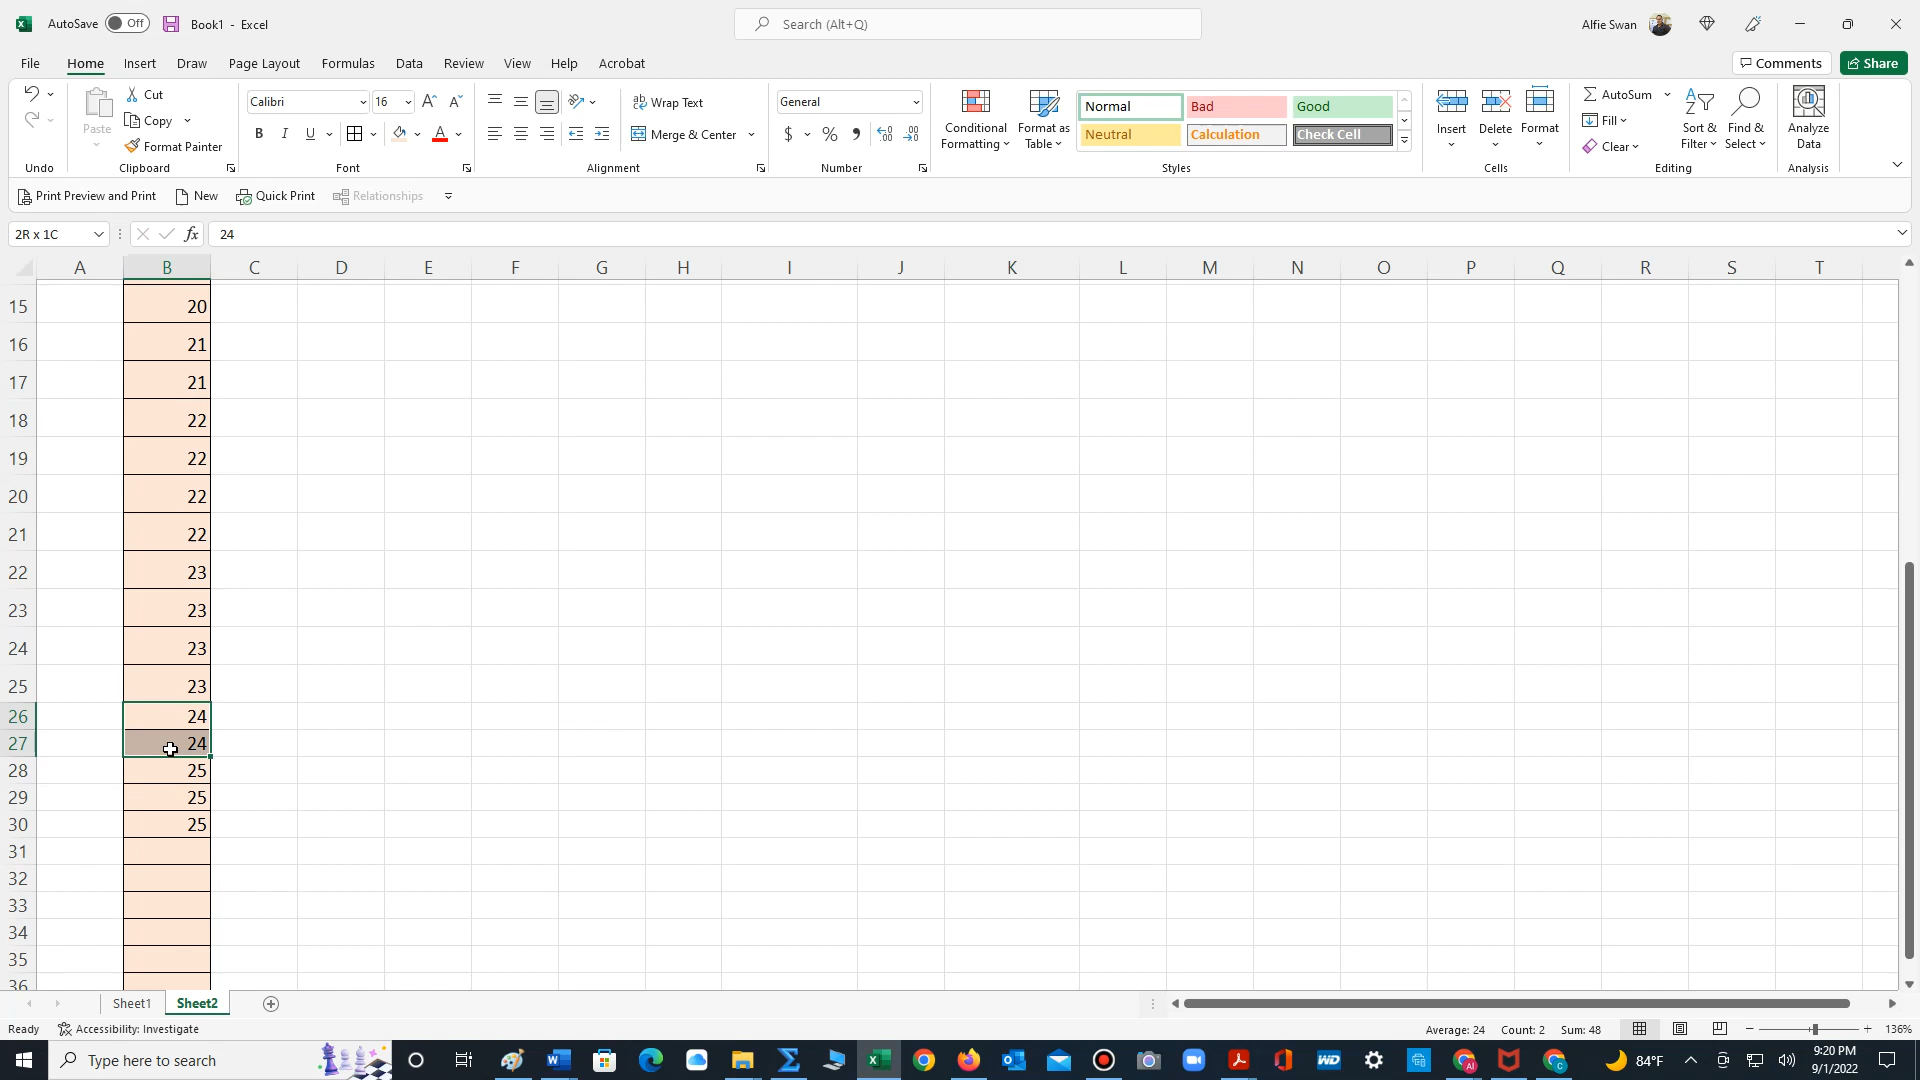 AutoSave Off Book1 - Excel Search (Alt+Q) Alfie Swan
File Home Insert Draw Page Layout Formulas Data Review View Help Acrobat Comments Share
Paste Cut Copy Format Painter
Calibri 16 B I U A
Wrap Text Merge & Center
General $ % ,
Conditional Formatting Format as Table
Normal Bad Good
Neutral Calculation Check Cell
Insert Delete Format
AutoSum Fill Clear
Sort & Filter Find & Select
Analyze Data
Undo Clipboard Font Alignment Number Styles Cells Editing Analysis
Print Preview and Print New Quick Print Relationships
2R x 1C fx 24
A B C D E F G H I J K L M N O P Q R S T
15 20
16 21
17 21
18 22
19 22
20 22
21 22
22 23
23 23
24 23
25 23
26 24
27 24
28 25
29 25
30 25
31
32
33
34
35
36
Sheet1 Sheet2
Ready Accessibility: Investigate Average: 24 Count: 2 Sum: 48 136%
Type here to search 84°F 9:20 PM
9/1/2022